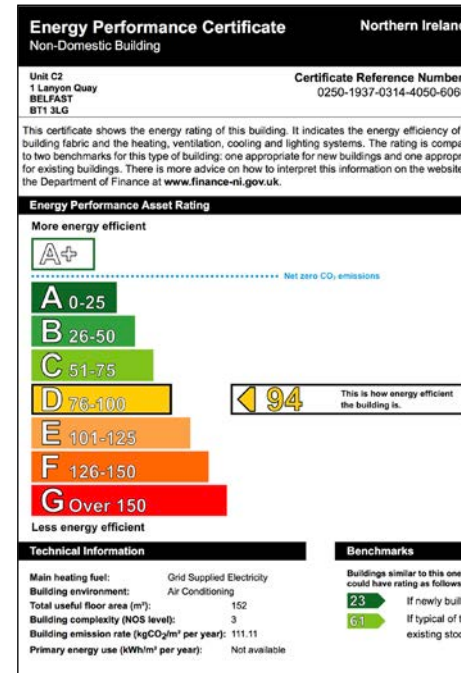 Energy Performance Certificate
Northern Ireland
Non-Domestic Building
Unit C2
1 Lanyon Quay
BELFAST
BT1 3LG
Certificate Reference Number
0250-1937-0314-4050-606
This certificate shows the energy rating of this building. It indicates the energy efficiency of
building fabric and the heating, ventilation, cooling and lighting systems. The rating is compa
to two benchmarks for this type of building: one appropriate for new buildings and one appropr
for existing buildings. There is more advice on how to interpret this information on the website
the Department of Finance at www.finance-ni.gov.uk.
Energy Performance Asset Rating
More energy efficient
A+
Net zero CO₂ emissions
A 0-25
B 26-50
C 51-75
D 76-100
94
This is how energy efficient
the building is.
E 101-125
F 126-150
G Over 150
Less energy efficient
Technical Information
Main heating fuel: Grid Supplied Electricity
Building environment: Air Conditioning
Total useful floor area (m²): 152
Building complexity (NOS level): 3
Building emission rate (kgCO₂/m² per year): 111.11
Primary energy use (kWh/m² per year): Not available
Benchmarks
Buildings similar to this one
could have rating as follows
23 If newly buil
61 If typical of t
existing stoc